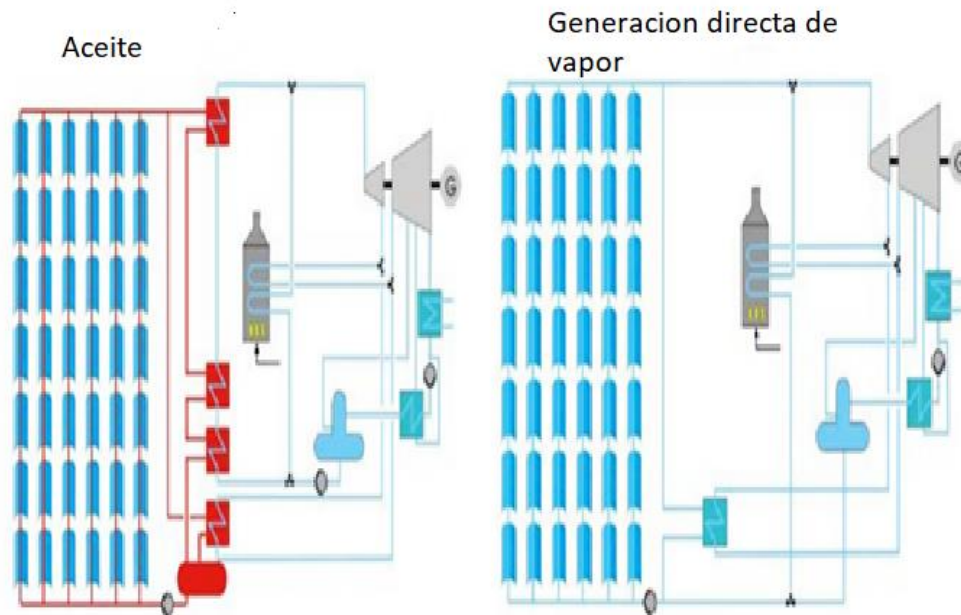 Aceite
Generacion directa de
vapor
G
G